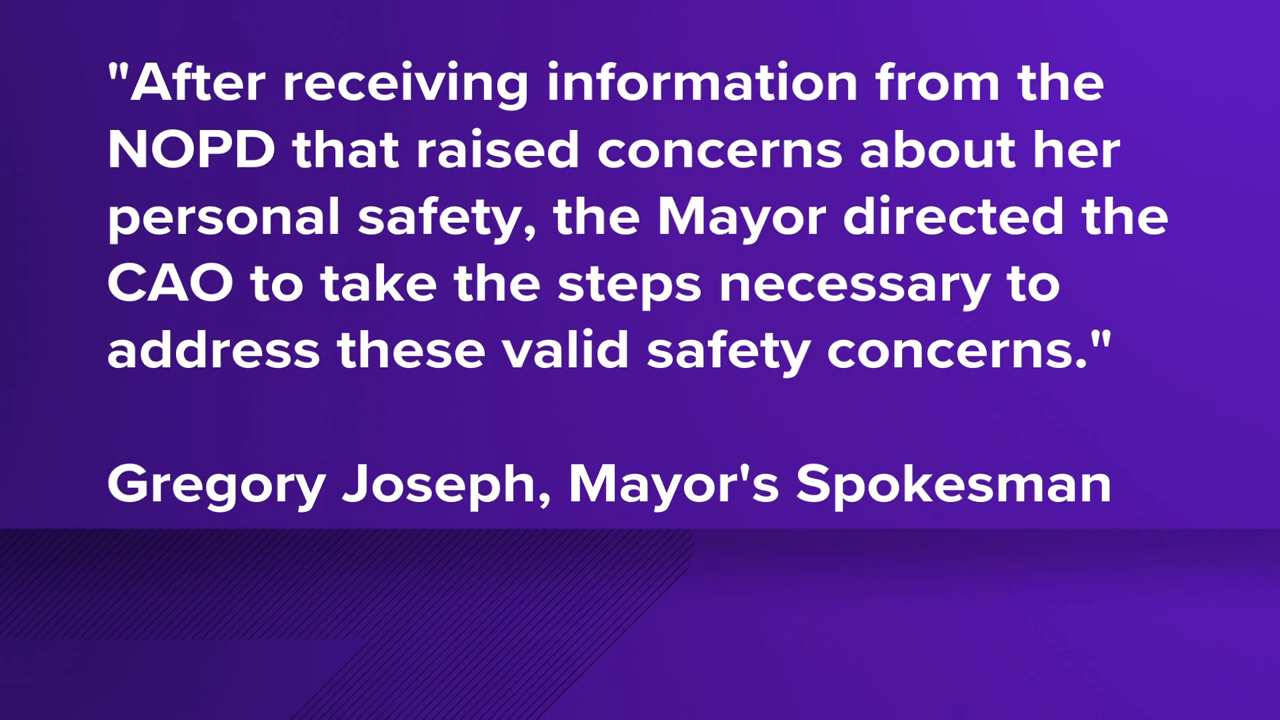 "After receiving information from the
NOPD that raised concerns about her
personal safety, the Mayor directed the
CAO to take the steps necessary to
address these valid safety concerns."
Gregory Joseph, Mayor's Spokesman